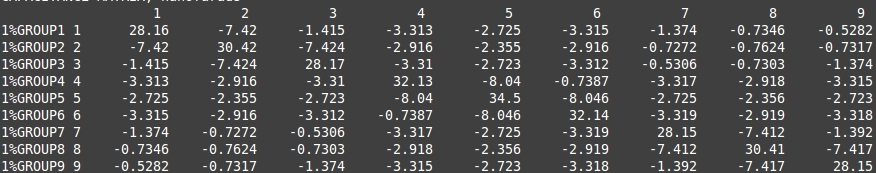 1 2 3 4 5 6 7 8 9
1%GROUP1 1 28.16 -7.42 -1.415 -3.313 -2.725 -3.315 -1.374 -0.7346 -0.5282
1%GROUP2 2 -7.42 30.42 -7.424 -2.916 -2.355 -2.916 -0.7272 -0.7624 -0.7317
1%GROUP3 3 -1.415 -7.424 28.17 -3.31 -2.723 -3.312 -0.5306 -0.7303 -1.374
1%GROUP4 4 -3.313 -2.916 -3.31 32.13 -8.04 -0.7387 -3.317 -2.918 -3.315
1%GROUP5 5 -2.725 -2.355 -2.723 -8.04 34.5 -8.046 -2.725 -2.356 -2.723
1%GROUP6 6 -3.315 -2.916 -3.312 -0.7387 -8.046 32.14 -3.319 -2.919 -3.318
1%GROUP7 7 -1.374 -0.7272 -0.5306 -3.317 -2.725 -3.319 28.15 -7.412 -1.392
1%GROUP8 8 -0.7346 -0.7624 -0.7303 -2.918 -2.356 -2.919 -7.412 30.41 -7.417
1%GROUP9 9 -0.5282 -0.7317 -1.374 -3.315 -2.723 -3.318 -1.392 -7.417 28.15